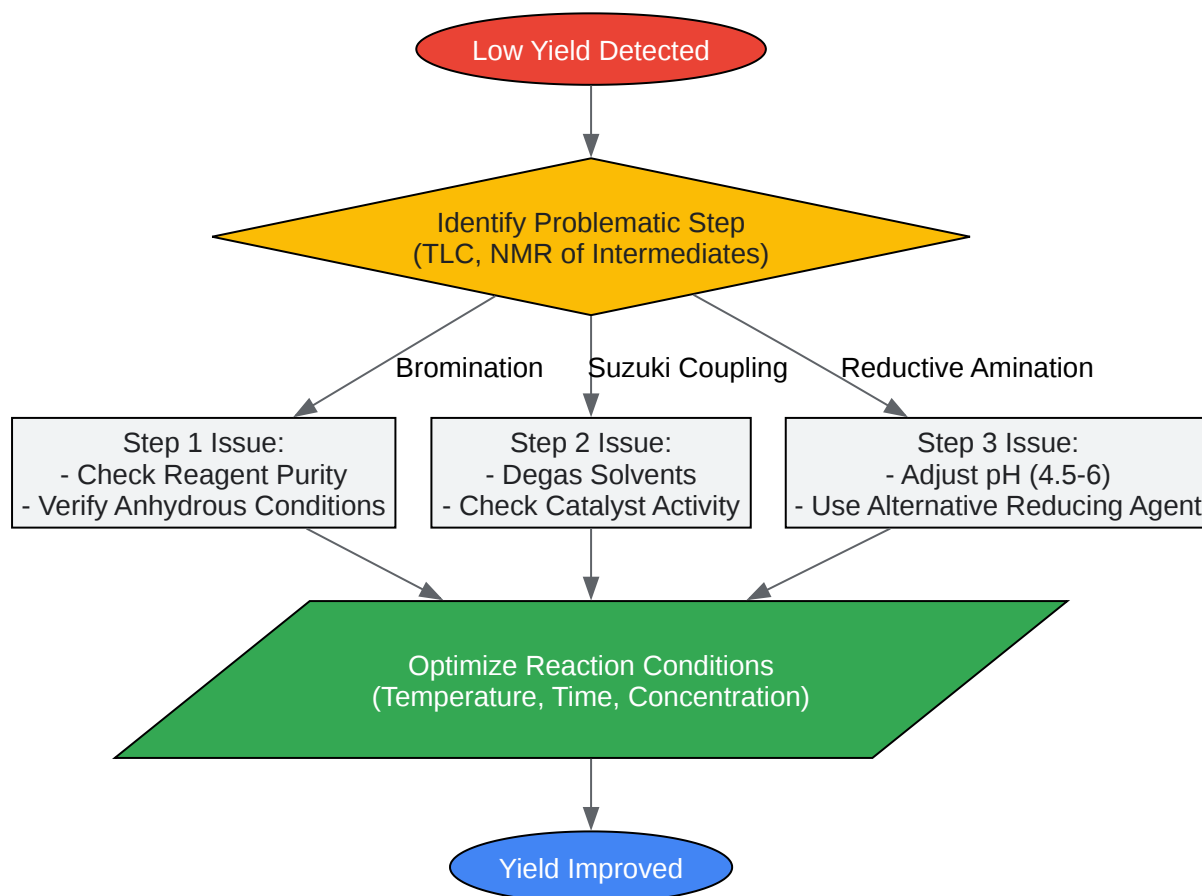 Low Yield Detected
Identify Problematic Step
(TLC, NMR of Intermediates)
Bromination
Suzuki Coupling
Reductive Amination
Step 1 Issue:
- Check Reagent Purity
- Verify Anhydrous Conditions
Step 2 Issue:
- Degas Solvents
- Check Catalyst Activity
Step 3 Issue:
- Adjust pH (4.5-6)
- Use Alternative Reducing Agent
Optimize Reaction Conditions
(Temperature, Time, Concentration)
Yield Improved